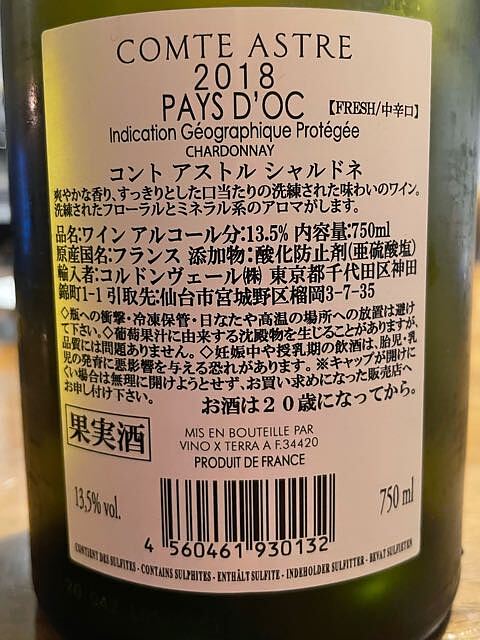 COMTE ASTRE
2018
PAYS D'OC 【FRESH/中辛口】
Indication Géographique Protégée
CHARDONNAY
コント アストル シャルドネ
爽やかな香り、すっきりとした口当たりの洗練された味わいのワイン。
洗練されたフローラルとミネラル系のアロマがします。
品名:ワイン アルコール分:13.5% 内容量:750ml
原産国名:フランス 添加物:酸化防止剤(亜硫酸塩)
輸入者:コルドンヴェール㈱ 東京都千代田区神田
錦町1-1 引取先:仙台市宮城野区榴岡3-7-35
◇瓶への衝撃・冷凍保管・日なたや高温の場所への放置は避け
て下さい。◇葡萄果汁に由来する沈殿物を生じることがありますが、
品質には問題ありません。◇妊娠中や授乳期の飲酒は、胎児・乳
児の発育に悪影響を与える恐れがあります。※キャップが開けに
くい場合は無理に開けようとせず、お買い求めになった販売店へ
お申し付け下さい。
お酒は20歳になってから。
果実酒
MIS EN BOUTEILLE PAR
VINO X TERRA A F.34420
PRODUIT DE FRANCE
13,5% vol.
750 ml
4 560461 930132
CONTIENT DES SULFITES - CONTAINS SULPHITES - ENTHÄLT SULFITE - INDEHOLDER SULFITTER - BEVAT SULFIETEN